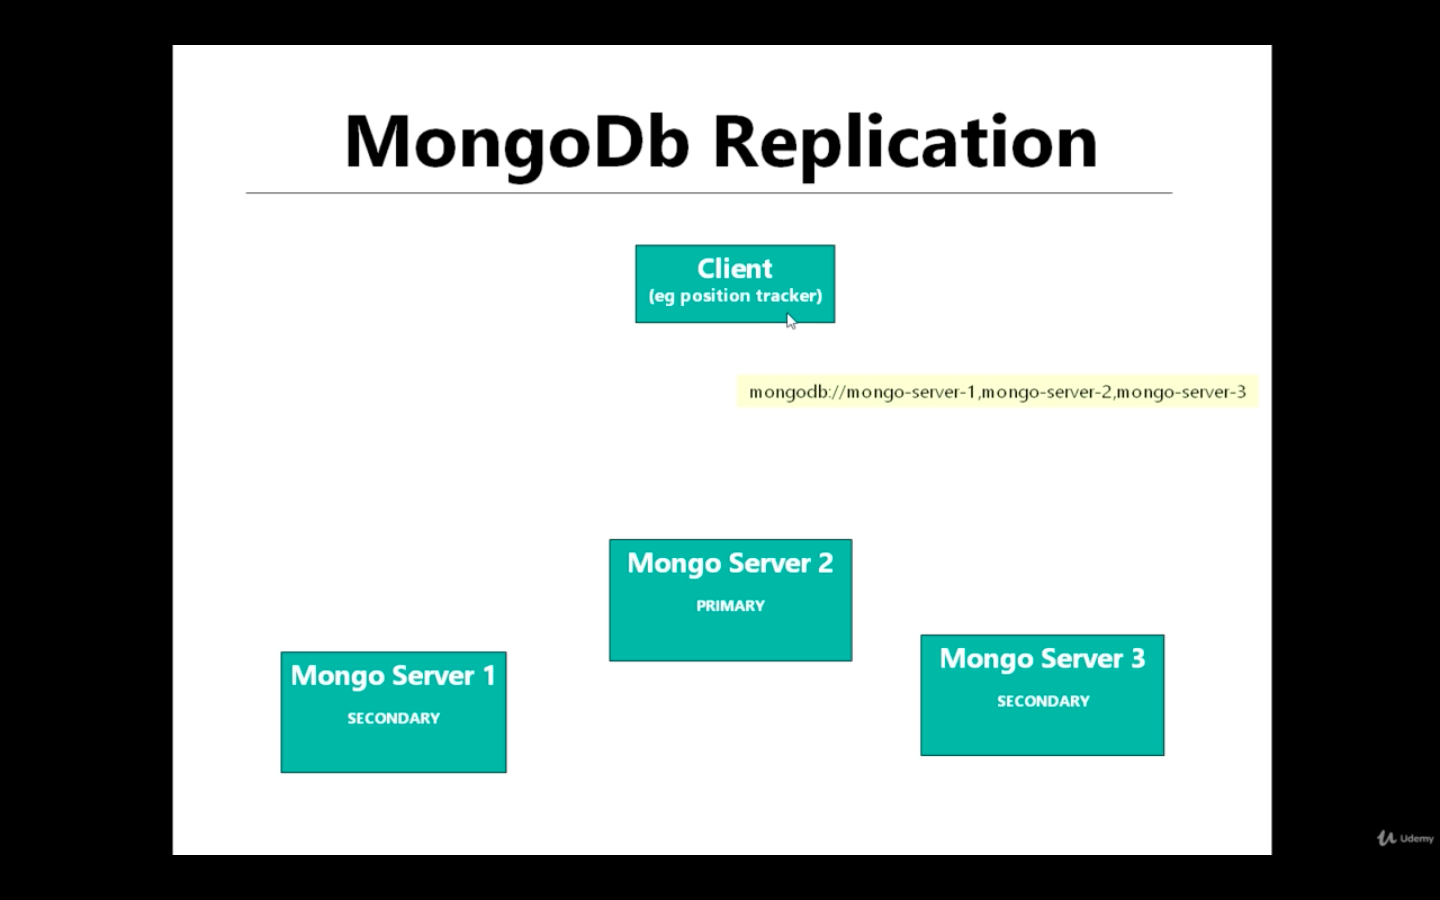 MongoDb Replication
Client
(eg position tracker)
mongodb://mongo-server-1,mongo-server-2,mongo-server-3
Mongo Server 2
PRIMARY
Mongo Server 1
SECONDARY
Mongo Server 3
SECONDARY
Udemy